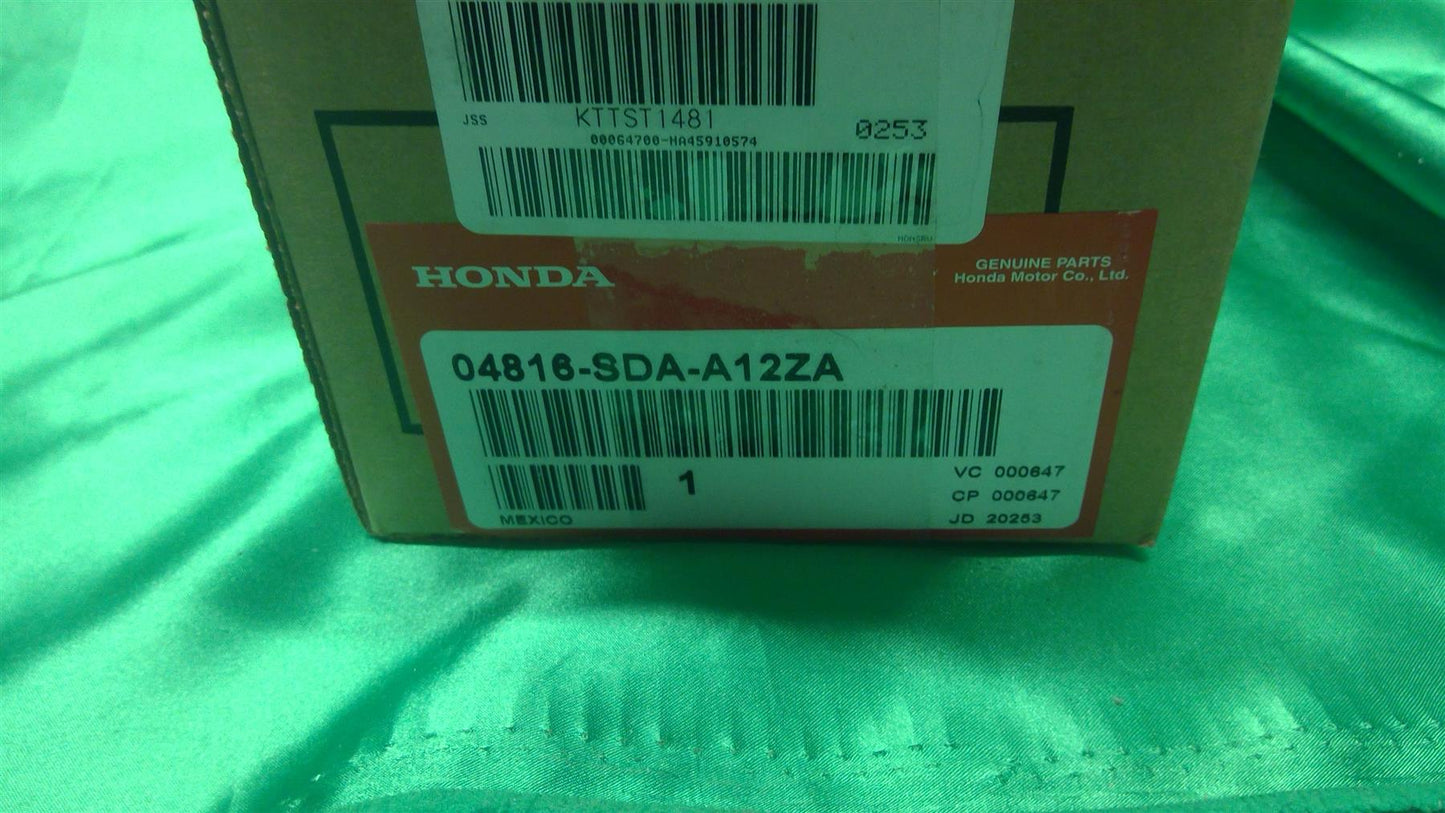 JSS
KTTST1481
0253
00064700-HA45910574
HONDA
GENUINE PARTS
Honda Motor Co., Ltd.
04816-SDA-A12ZA
1
VC 000647
CP 000647
MEXICO
JD 20253